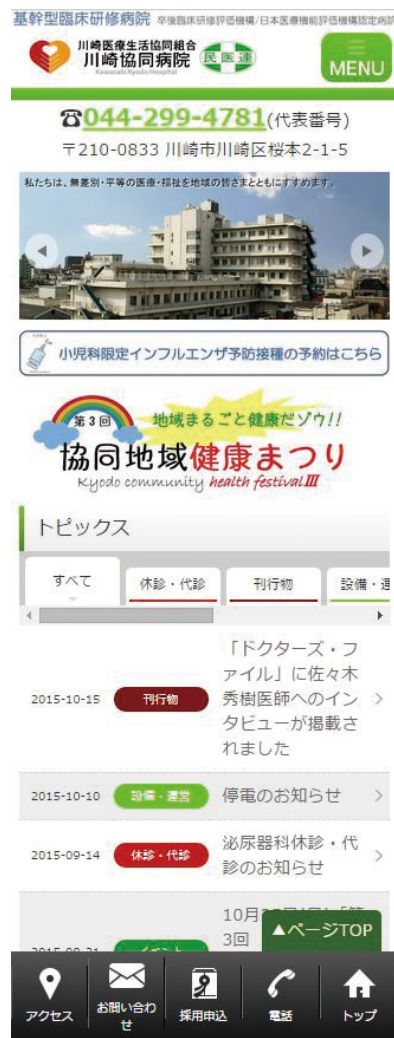 基幹型臨床研修病院 卒後臨床研修評価機構/日本医療機能評価機構認定病院
川崎医療生活協同組合
川崎協同病院
Kawasaki Kyodo Hospital
民医連
MENU
☎044-299-4781(代表番号)
〒210-0833 川崎市川崎区桜本2-1-5
私たちは、無差別・平等の医療・福祉を地域の皆さまとともにすすめます。
小児科限定インフルエンザ予防接種の予約はこちら
第3回
地域まるごと健康だゾウ!!
協同地域健康まつり
Kyodo community health festival III
トピックス
すべて
休診・代診
刊行物
設備・運
2015-10-15
刊行物
「ドクターズ・フ
ァイル」に佐々木
秀樹医師へのイン
タビューが掲載さ
れました
2015-10-10
設備・運営
停電のお知らせ
2015-09-14
休診・代診
泌尿器科休診・代
診のお知らせ
2015-08-31
イベント
10月
3回
▲ページTOP
アクセス
お問い合わ
せ
採用申込
電話
トップ